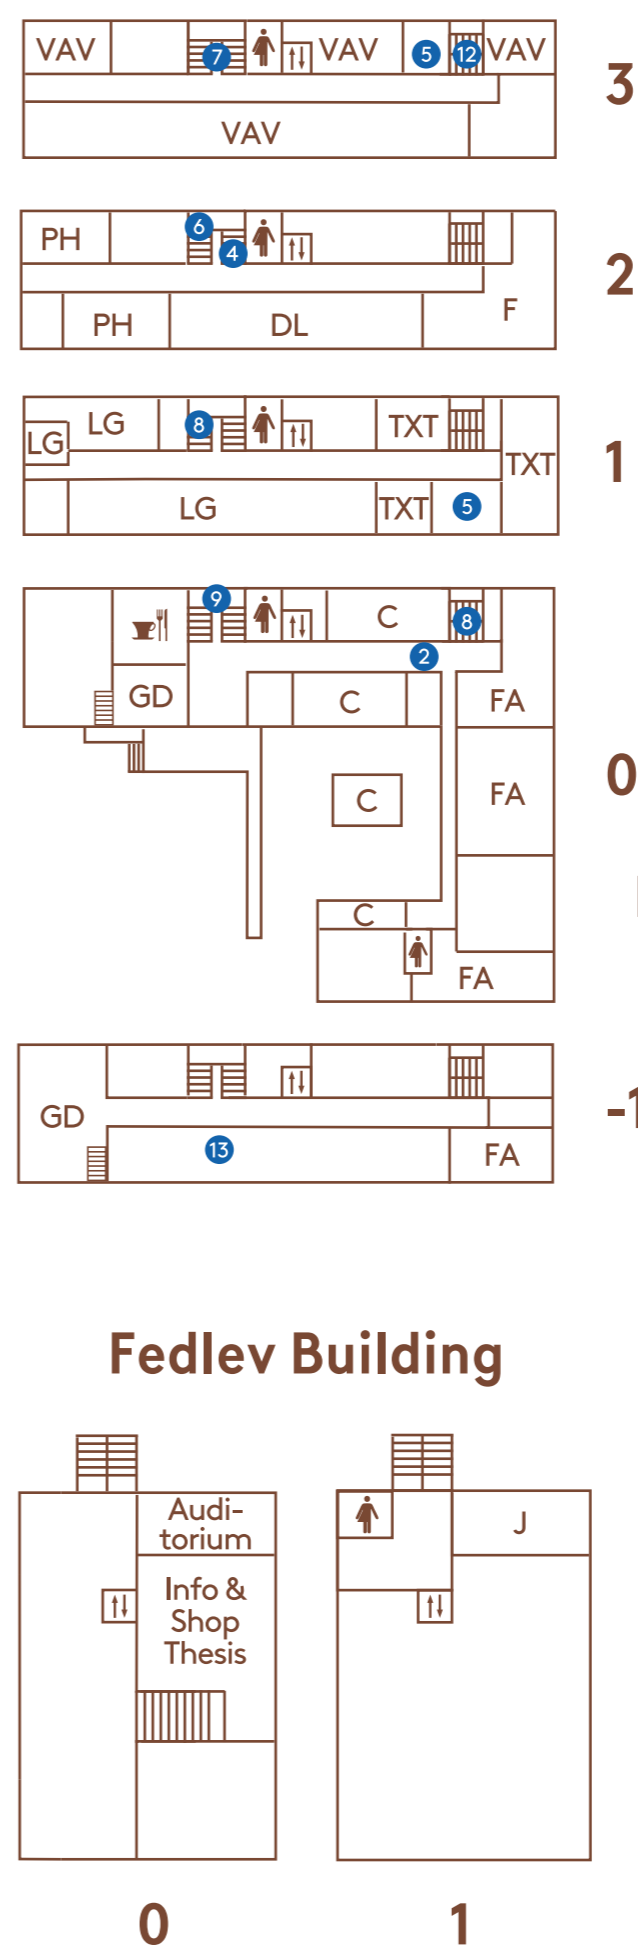 VAV
7
VAV
5
12
VAV
3
VAV
6
PH
4
2
F
PH
DL
8
LG
TXT
LG
1
TXT
LG
TXT
5
9
C
8
2
GD
C
FA
0
FA
C
C
FA
GD
-1
13
FA
Fedlev Building
Audi-
torium
J
Info &
Shop
Thesis
0
1